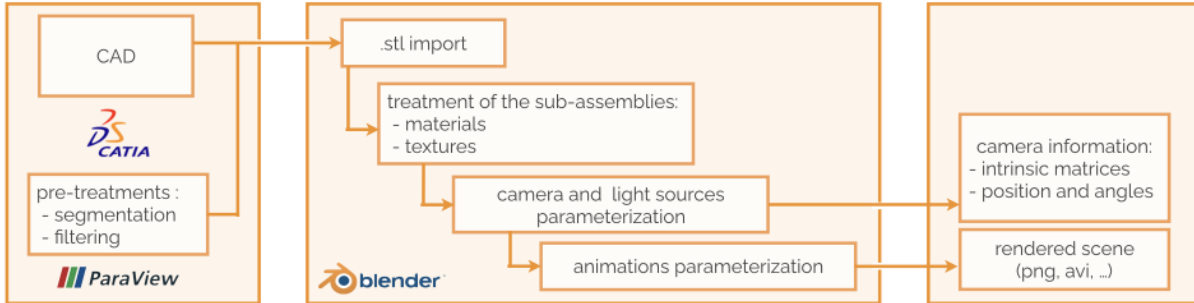 CAD
DS
CATIA
pre-treatments :
- segmentation
- filtering
ParaView
.stl import
treatment of the sub-assemblies:
- materials
- textures
camera and light sources
parameterization
animations parameterization
blender
camera information:
- intrinsic matrices
- position and angles
rendered scene
(png, avi, ...)